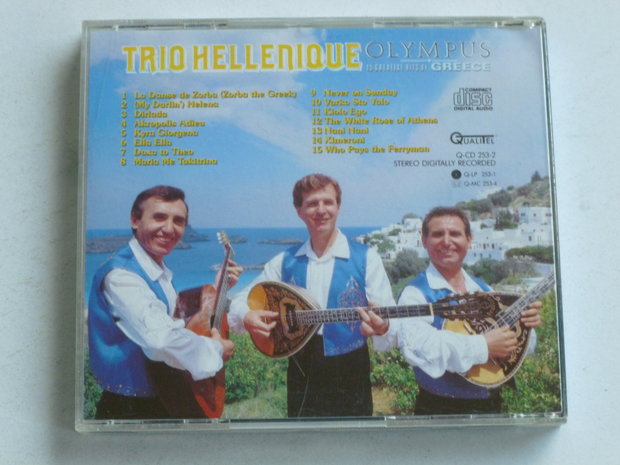 TRIO HELLENIQUE OLYMPUS
15 GREATEST HITS OF GREECE
1 La Danse de Zorba (Zorba the Greek)
2 (My Darlin') Helena
3 Dirlada
4 Akropolis Adieu
5 Kyra Giorgena
6 Ella Ella
7 Doxa to Theo
8 Maria Me Takitrina
9 Never on Sunday
10 Varka Sto Yalo
11 Kialo Ego
12 The White Rose of Athens
13 Nani Nani
14 Ximeroni
15 Who Pays the Ferryman
COMPACT
disc
DIGITAL AUDIO
QUALITEL
Q-CD 253-2
STEREO DIGITALLY RECORDED
Q-LP 253-1
Q-MC 253-4